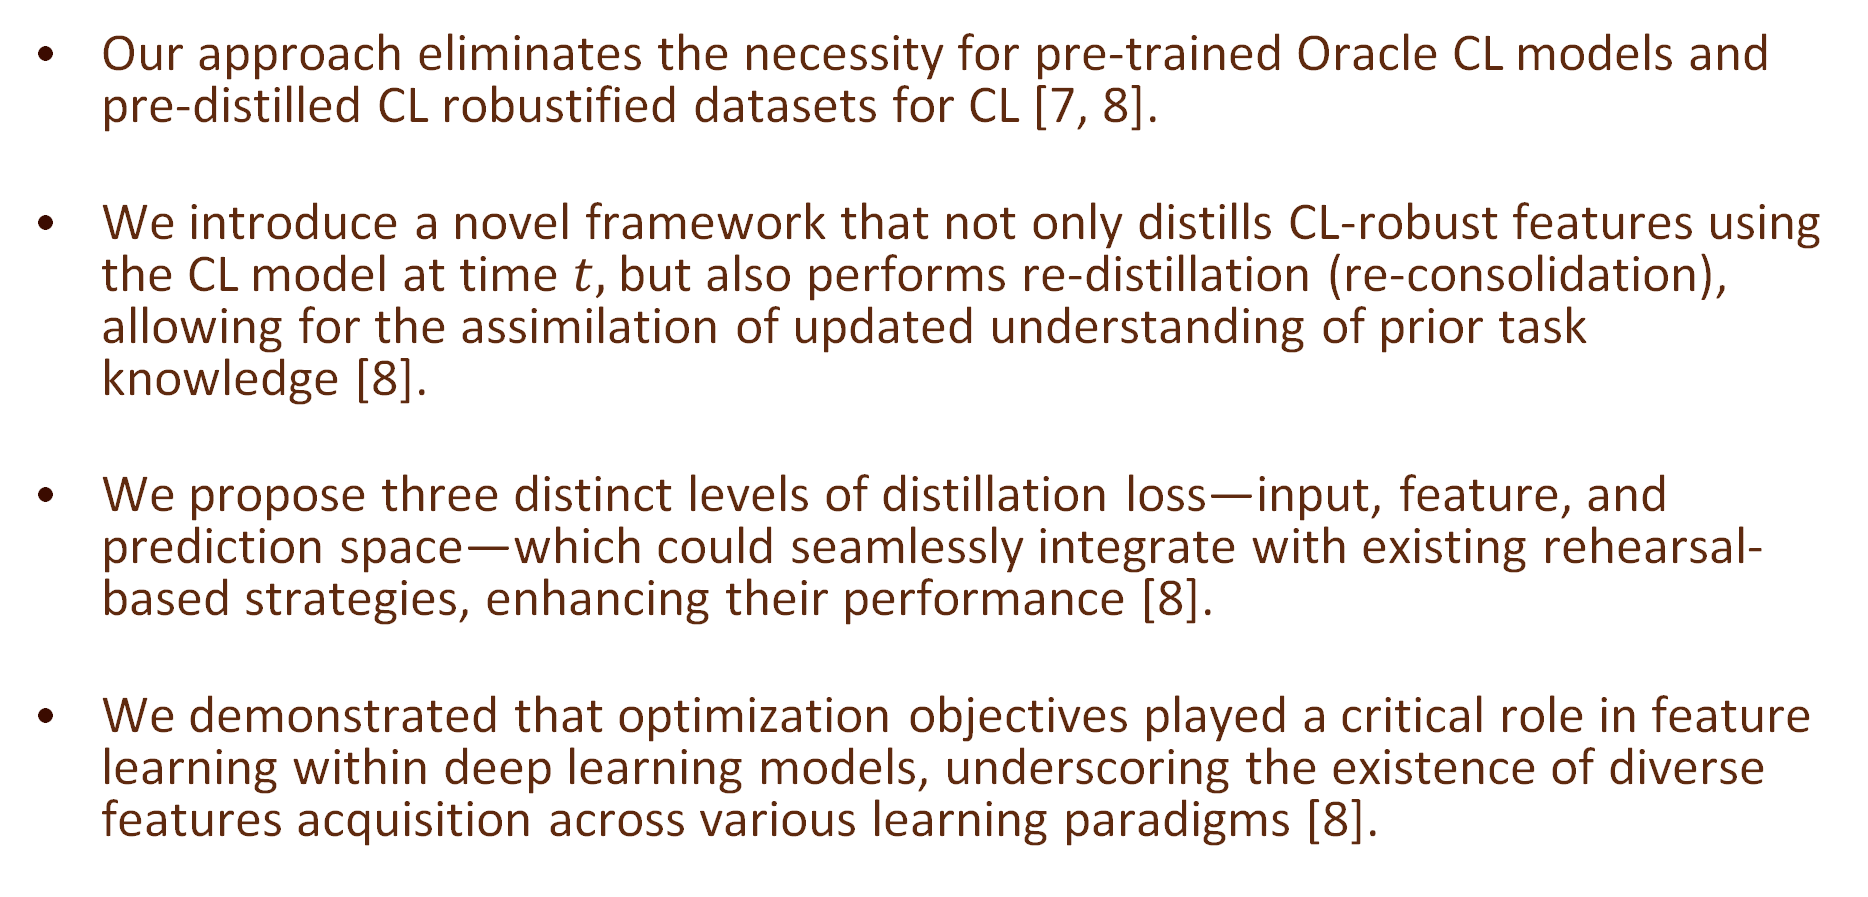 • Our approach eliminates the necessity for pre-trained Oracle CL models and
pre-distilled CL robustified datasets for CL [7, 8].
• We introduce a novel framework that not only distills CL-robust features using
the CL model at time t, but also performs re-distillation (re-consolidation),
allowing for the assimilation of updated understanding of prior task
knowledge [8].
• We propose three distinct levels of distillation loss—input, feature, and
prediction space—which could seamlessly integrate with existing rehearsal-
based strategies, enhancing their performance [8].
• We demonstrated that optimization objectives played a critical role in feature
learning within deep learning models, underscoring the existence of diverse
features acquisition across various learning paradigms [8].